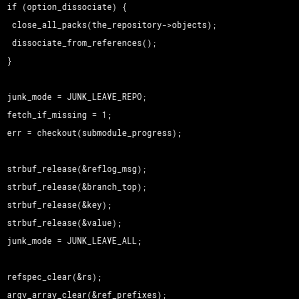 if (option_dissociate) {
close_all_packs(the_repository->objects);
dissociate_from_references();
}
junk_mode = JUNK_LEAVE_REPO;
fetch_if_missing = 1;
err = checkout(submodule_progress);
strbuf_release(&reflog_msg);
strbuf_release(&branch_top);
strbuf_release(&key);
strbuf_release(&value);
junk_mode = JUNK_LEAVE_ALL;
refspec_clear(&rs);
argv_array_clear(&ref_prefixes);